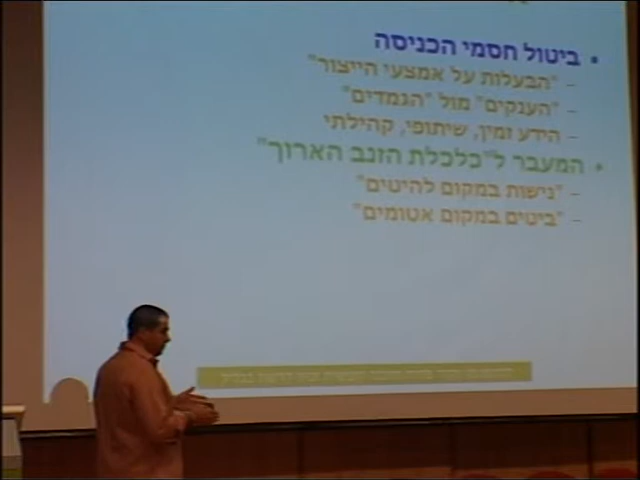 • ביטול חסמי הכניסה
– "הבעלות על אמצעי הייצור"
– "הענקים" מול "הגמדים"
– הידע זמין, שיתופי, קהילתי
• המעבר ל"כלכלת הזנב הארוך"
– "נישות במקום להיטים"
– "ביטים במקום אטומים"